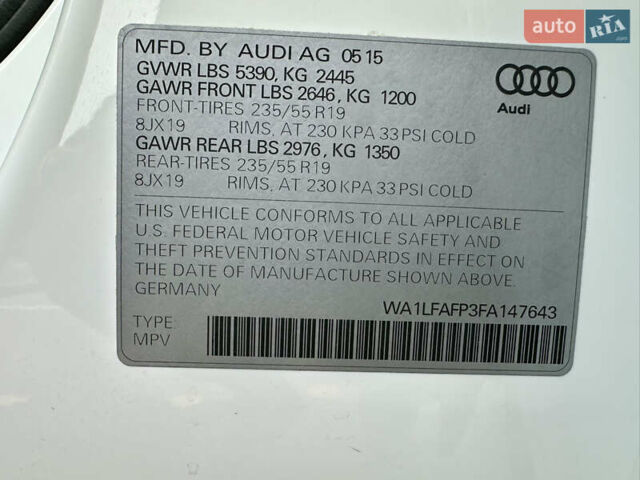 auto RIA.com
MFD. BY AUDI AG 05 15
GVWR LBS 5390, KG 2445
GAWR FRONT LBS 2646, KG 1200
FRONT-TIRES 235/55 R19
8JX19 RIMS, AT 230 KPA 33 PSI COLD
GAWR REAR LBS 2976, KG 1350
REAR-TIRES 235/55 R19
8JX19 RIMS, AT 230 KPA 33 PSI COLD
Audi
THIS VEHICLE CONFORMS TO ALL APPLICABLE
U.S. FEDERAL MOTOR VEHICLE SAFETY AND
THEFT PREVENTION STANDARDS IN EFFECT ON
THE DATE OF MANUFACTURE SHOWN ABOVE.
GERMANY
WA1LFAFP3FA147643
TYPE
MPV